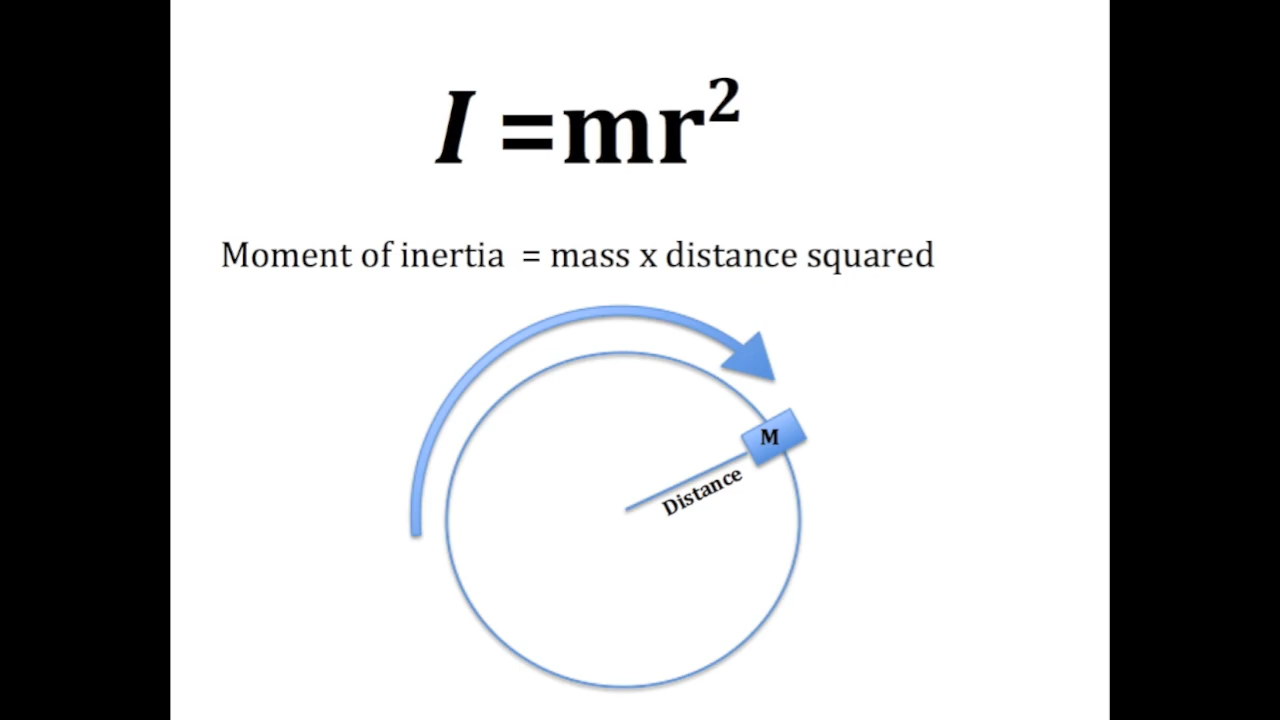 I =mr²
Moment of inertia = mass x distance squared
M
Distance